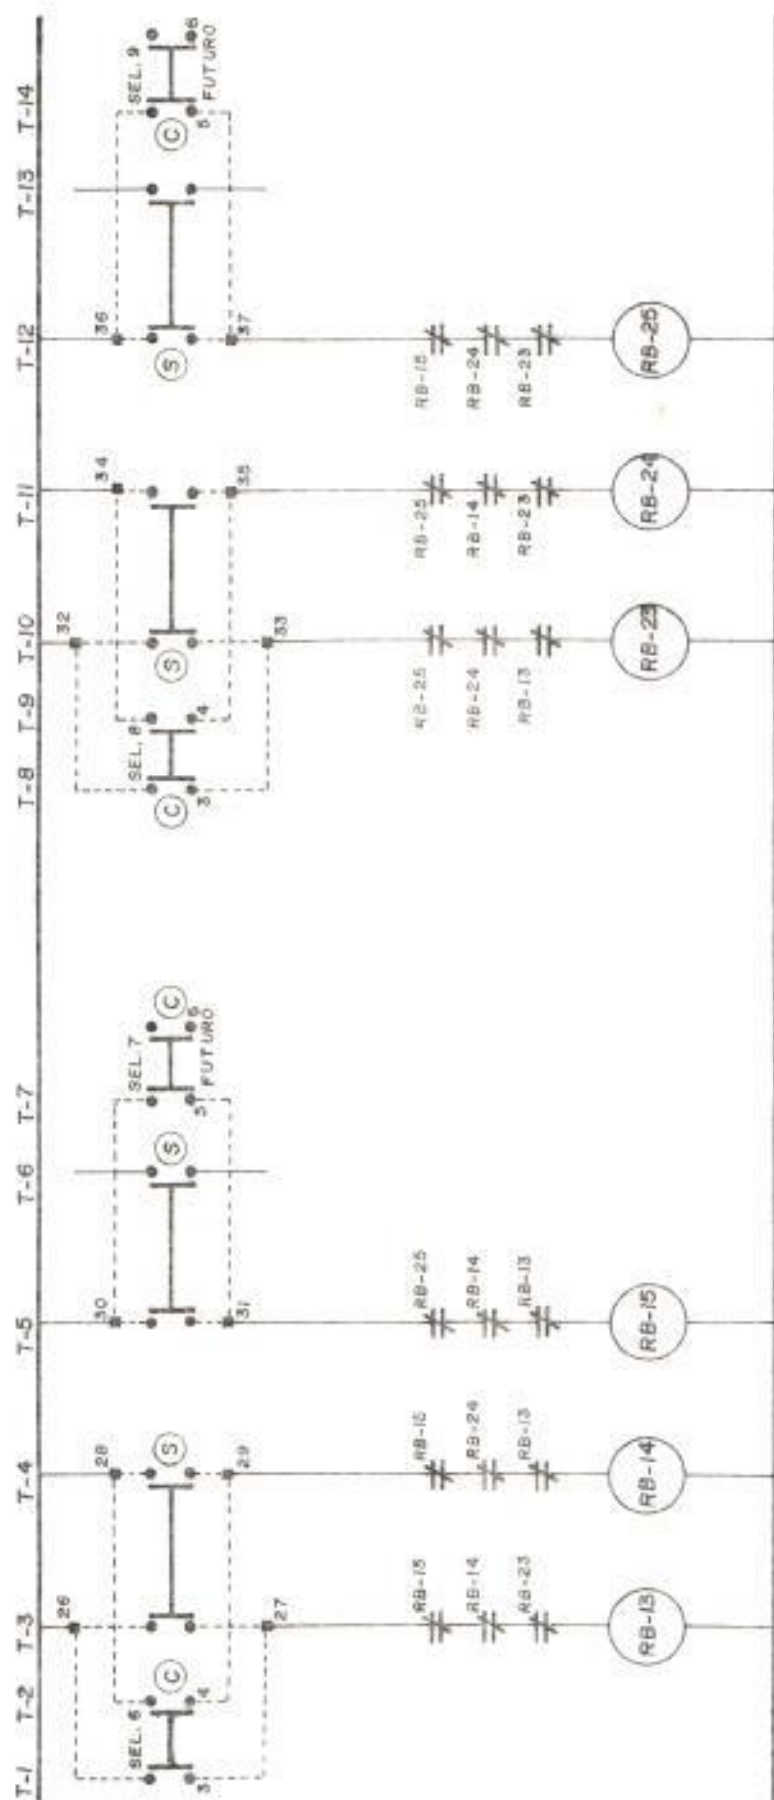 T-1 T-2 T-3 T-4 T-5 T-6 T-7 T-8 T-9 T-10 T-11 T-12 T-13 T-14
26 28 30 32 34 36
SEL. 6 SEL. 7 SEL. 8 SEL. 9
C S S C C S S C
3 4 5 6 3 4 5 6
FUTURO FUTURO
27 29 31 33 35 37
RB-15 RB-15 RB-25 RB-25 RB-25 RB-15
RB-14 RB-24 RB-14 RB-24 RB-14 RB-24
RB-23 RB-13 RB-13 RB-13 RB-23 RB-23
RB-13 RB-14 RB-15 RB-23 RB-24 RB-25